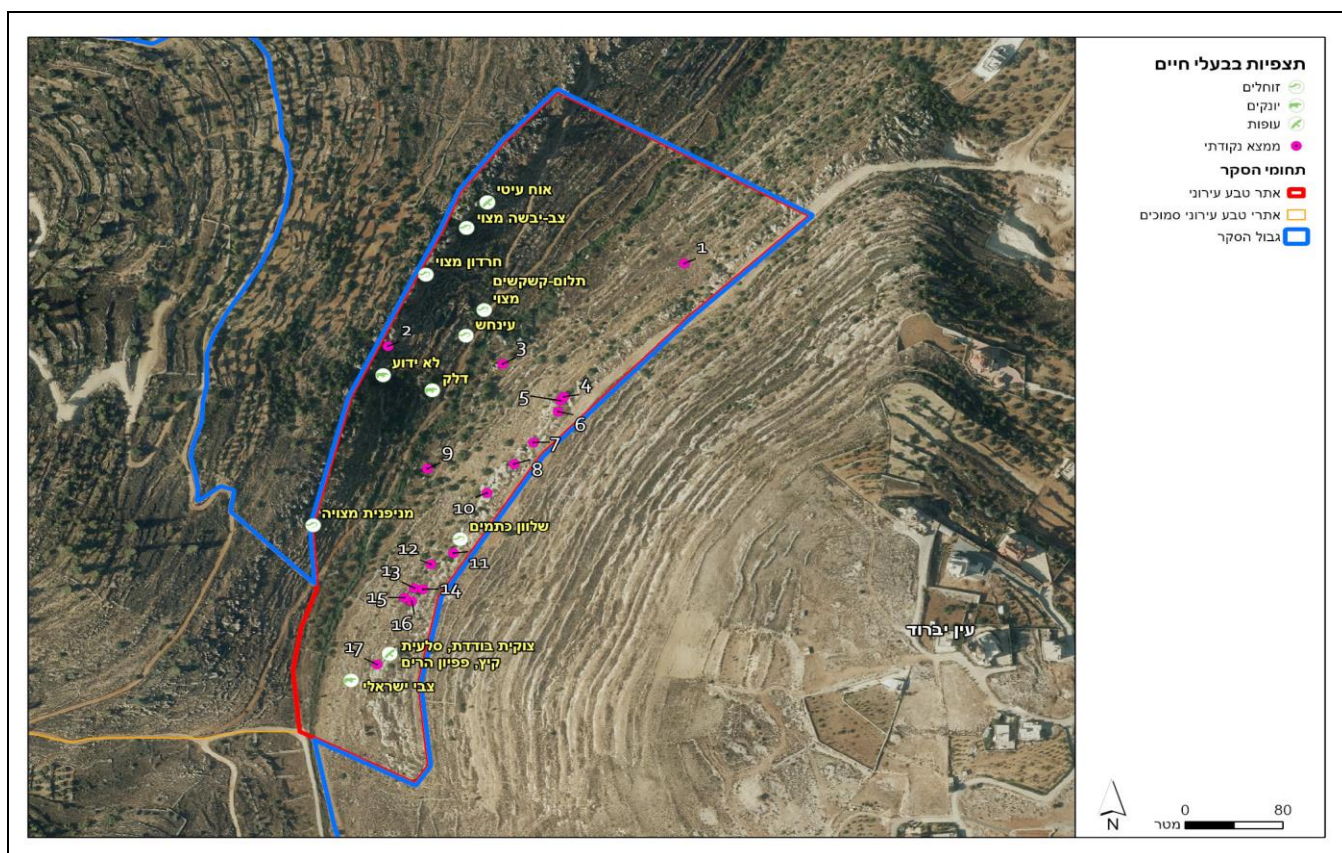 תצפיות בבעלי חיים
זוחלים
יונקים
עופות
ממצא נקודתי
תחומי הסקר
אתר טבע עירוני
אתרי טבע עירוני סמוכים
גבול הסקר
אוח עיטי
צב-יבשה מצוי
1
חרדון מצוי
תלום-קשקשים
מצוי
עינחש
2
3
לא ידוע
דלק
4
5
6
7
8
9
10
מניפנית מצויה
שלוון כתמים
11
12
13
14
15
16
עין יברוד
צוקית בודדת, סלעית
קיץ, פפיון הרים
17
צבי ישראלי
0 80
מטר
N